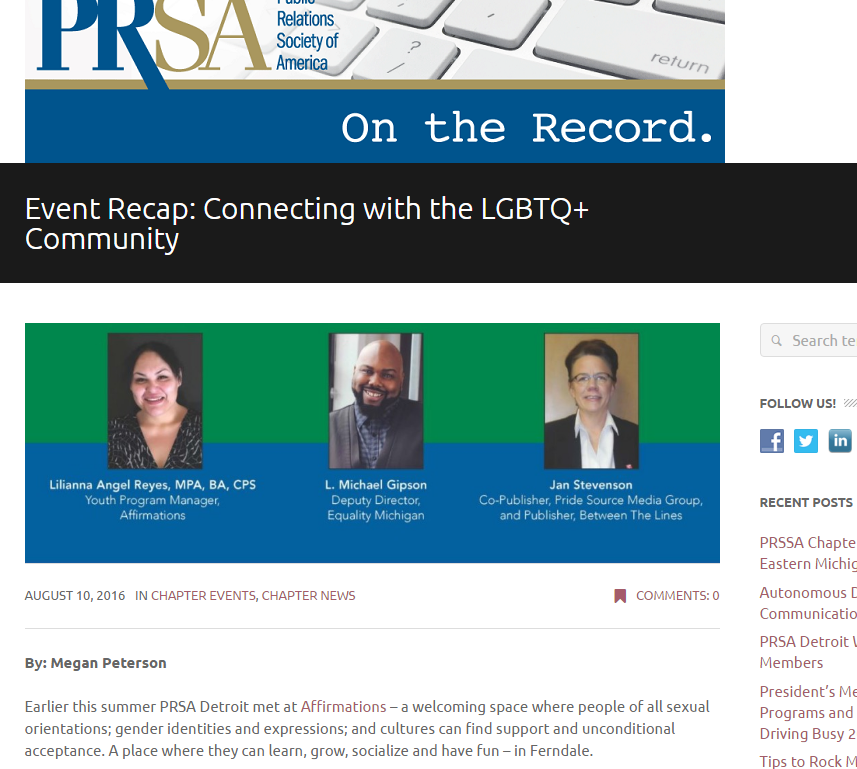 PRSA
Public
Relations
Society of
America
?
return
On the Record.
Event Recap: Connecting with the LGBTQ+
Community
Lilianna Angel Reyes, MPA, BA, CPS
Youth Program Manager,
Affirmations
L. Michael Gipson
Deputy Director,
Equality Michigan
Jan Stevenson
Co-Publisher, Pride Source Media Group,
and Publisher, Between The Lines
AUGUST 10, 2016 IN CHAPTER EVENTS, CHAPTER NEWS
COMMENTS: 0
By: Megan Peterson
Earlier this summer PRSA Detroit met at Affirmations – a welcoming space where people of all sexual
orientations; gender identities and expressions; and cultures can find support and unconditional
acceptance. A place where they can learn, grow, socialize and have fun – in Ferndale.
Search te
FOLLOW US!
RECENT POSTS
PRSSA Chapte
Eastern Michig
Autonomous D
Communicatio
PRSA Detroit W
Members
President's Me
Programs and
Driving Busy 2
Tips to Rock M